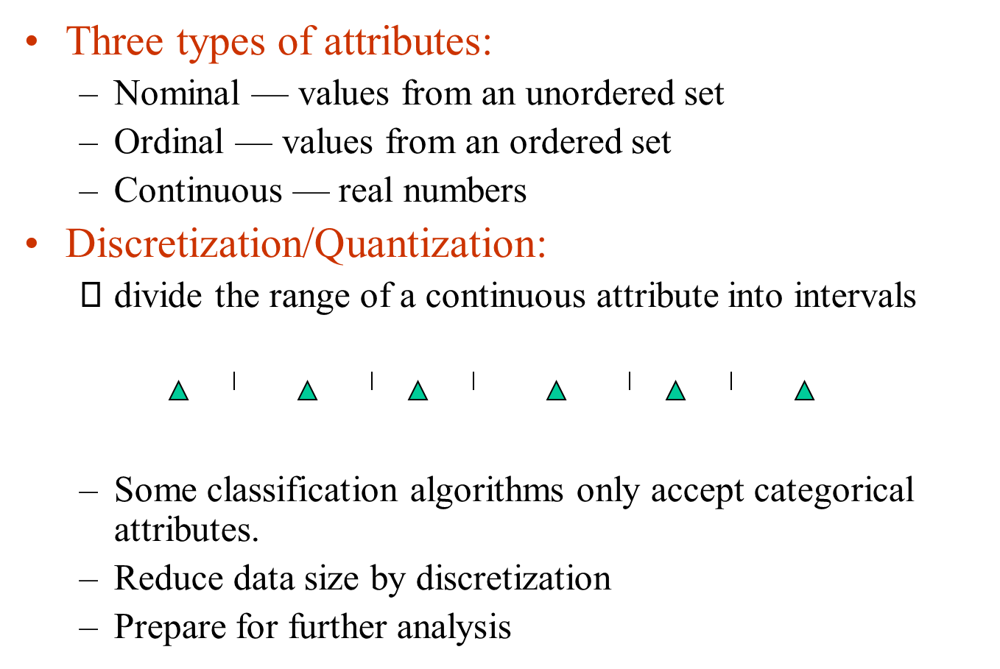 • Three types of attributes:
– Nominal — values from an unordered set
– Ordinal — values from an ordered set
– Continuous — real numbers
• Discretization/Quantization:
▯ divide the range of a continuous attribute into intervals
– Some classification algorithms only accept categorical
attributes.
– Reduce data size by discretization
– Prepare for further analysis